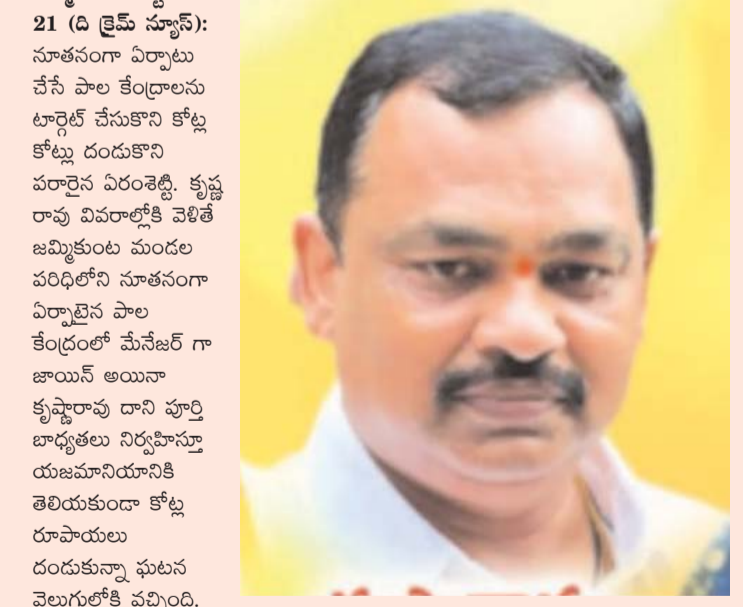 21 (ది క్రైమ్ న్యూస్):
నూతనంగా ఏర్పాటు
చేసే పాల కేంద్రాలను
టార్గెట్ చేసుకొని కోట్ల
కోట్లు దండుకొని
పరారైన ఏరంశెట్టి. కృష్ణ
రావు వివరాల్లోకి వెళితే
జమ్మికుంట మండల
పరిధిలోని నూతనంగా
ఏర్పాటైన పాల
కేంద్రంలో మేనేజర్ గా
జాయిన్ అయినా
కృష్ణారావు దాని పూర్తి
బాధ్యతలు నిర్వహిస్తూ
యజమానియానికి
తెలియకుండా కోట్ల
రూపాయలు
దండుకున్నా ఘటన
వెలుగులోకి వచ్చింది.